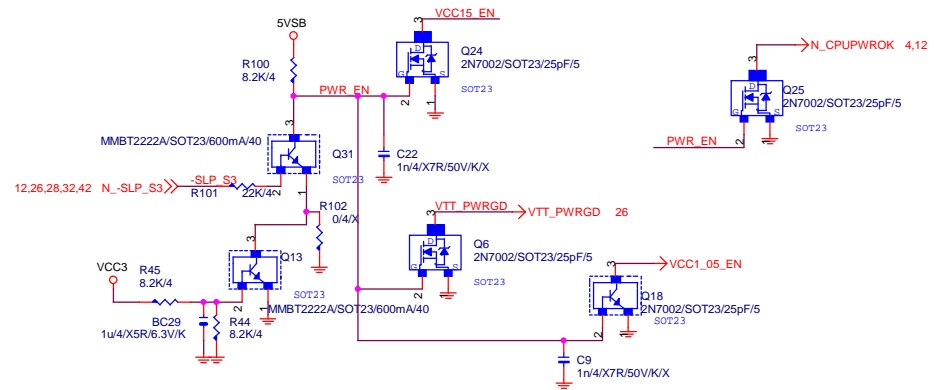 VCC15_EN
5VSB
3
D
G
S
2
1
Q24
2N7002/SOT23/25pF/5
SOT23
R100
8.2K/4
PWR_EN
3
N_CPUPWROK 4,12
3
D
G
S
2
1
Q25
2N7002/SOT23/25pF/5
SOT23
PWR_EN
MMBT2222A/SOT23/600mA/40
Q31
SOT23
2
1
C22
1n/4/X7R/50V/K/X
12,26,28,32,42 N_-SLP_S3
-SLP_S3
R101
22K/4
R102
0/4/X
3
VTT_PWRGD
VTT_PWRGD 26
3
D
G
S
2
1
Q6
2N7002/SOT23/25pF/5
SOT23
VCC3
R45
8.2K/4
Q13
SOT23
MMBT2222A/SOT23/600mA/40
2
1
BC29
1u/4/X5R/6.3V/K
R44
8.2K/4
VCC1_05_EN
3
Q18
2N7002/SOT23/25pF/5
SOT23
2
1
C9
1n/4/X7R/50V/K/X